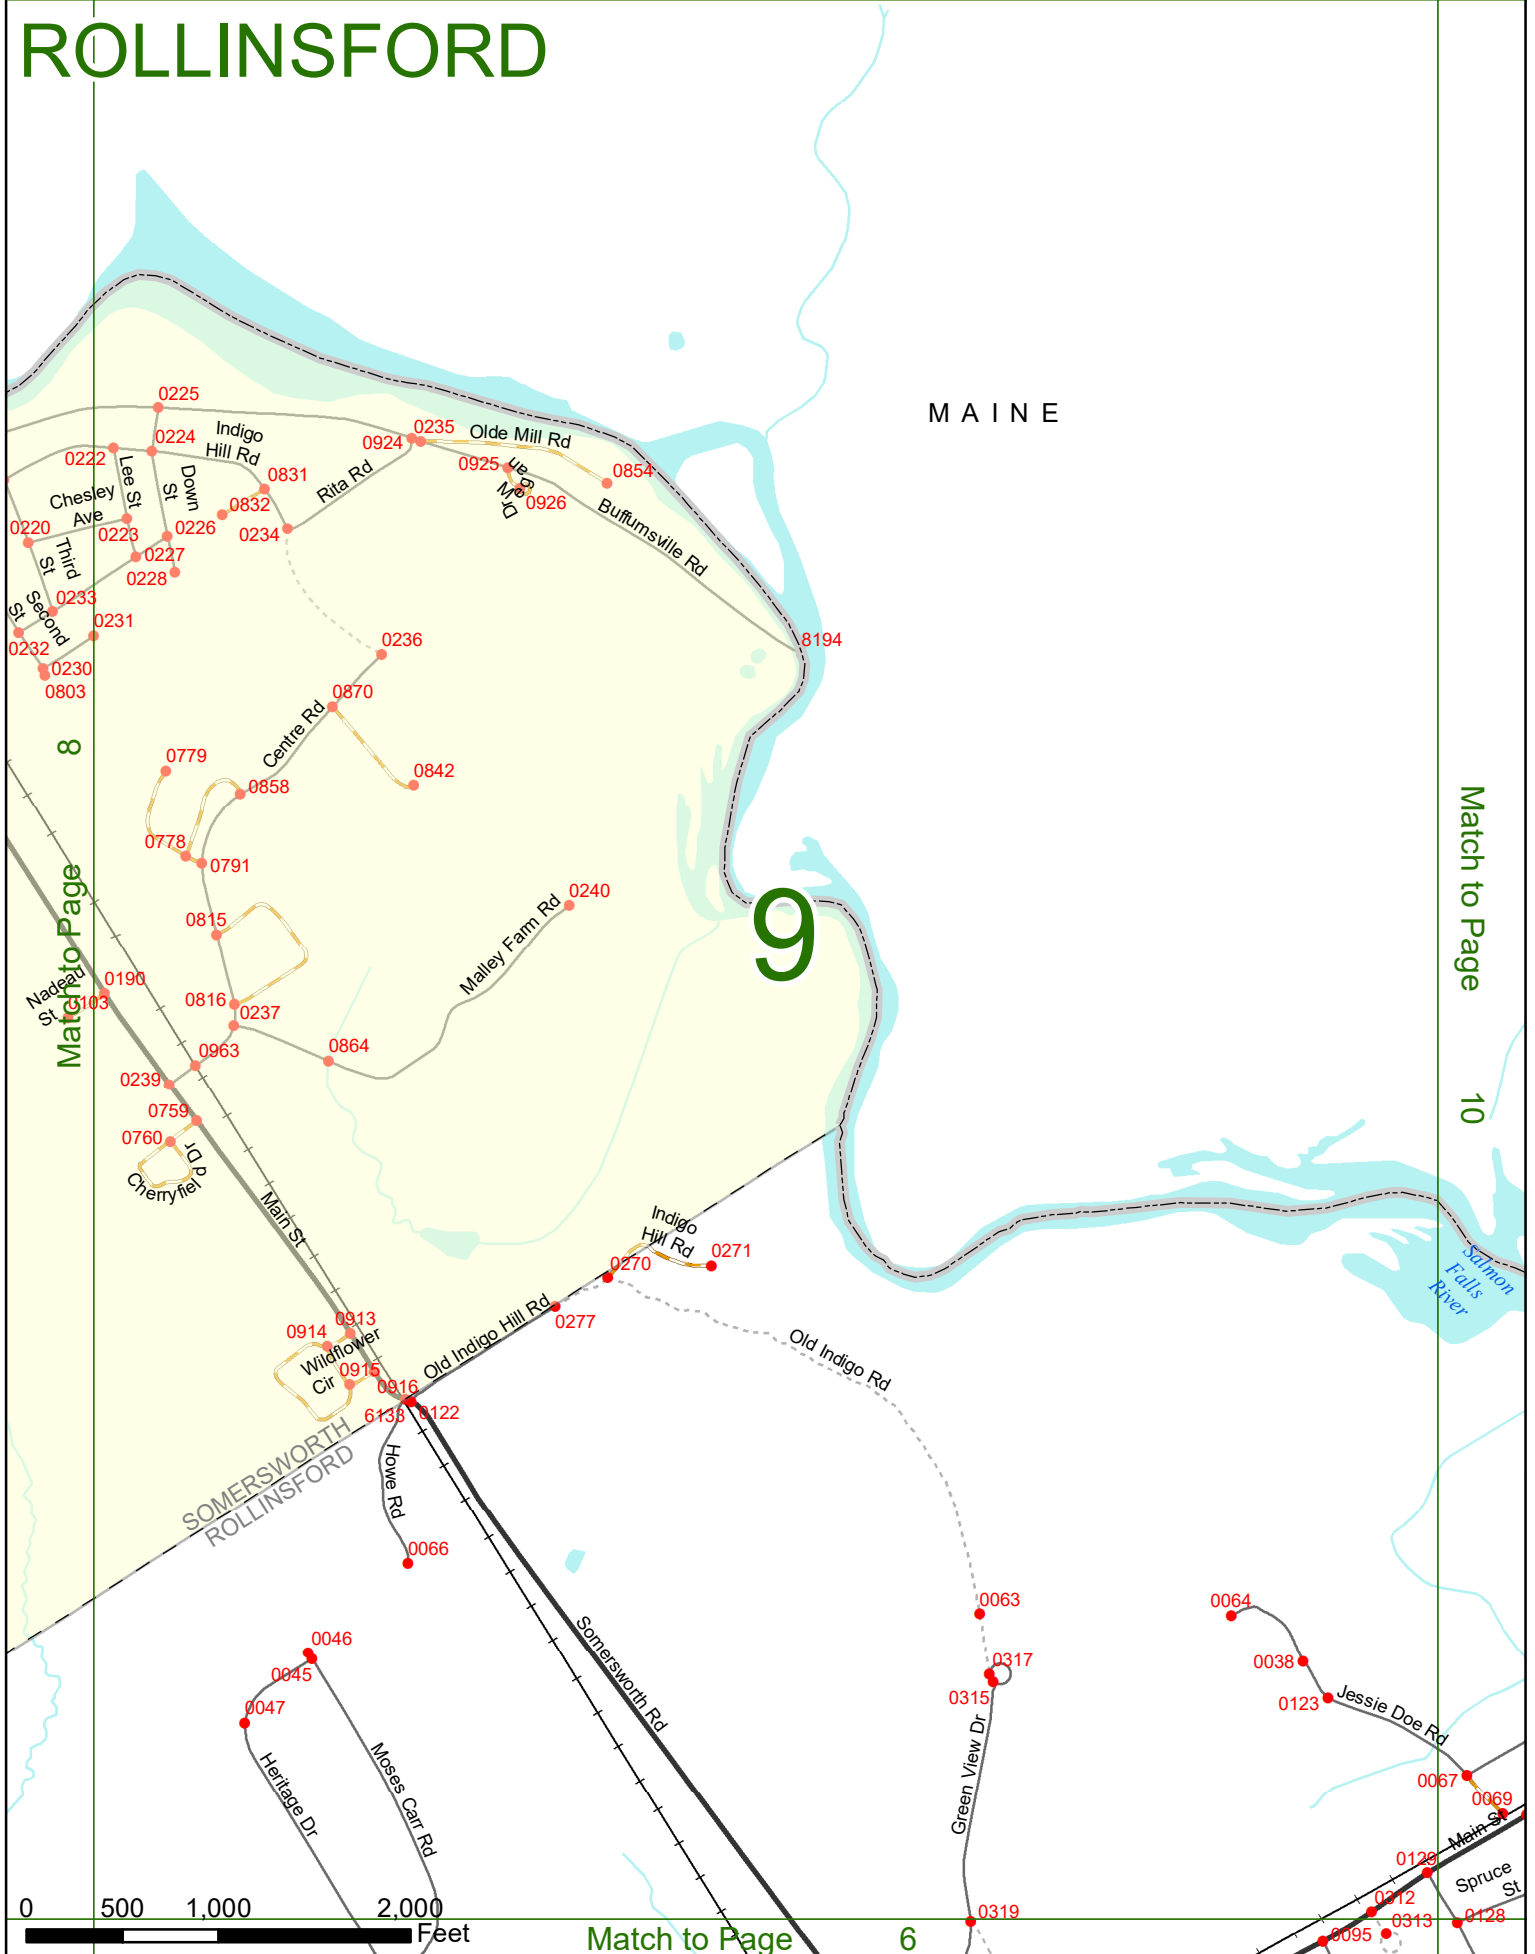 ROLLINSFORD
MAINE
0225
0224
Indigo
Hill Rd
0222
0924
0235
Olde Mill Rd
0925
0854
0831
Rita Rd
Megan
Dr
0926
Lee St
Down
St
Chesley
Ave
0832
0220
0223
0226
0234
Buffumsville Rd
Third
St
0227
0228
0233
Second
St
0231
0232
0236
8194
0230
0803
0870
Centre Rd
8
0779
0842
0858
Match to Page
0778
0791
9
0240
0815
Malley Farm Rd
Match to Page
10
Nadeau
St
0190
0103
0816
0237
0963
0864
0239
0759
0760
Cherryfield Dr
Main St
Indigo
Hill Rd
0271
0270
Salmon
Falls
River
0277
Old Indigo Hill Rd
0913
0914
Wildflower
Cir
0915
Old Indigo Rd
0916
6133
0122
SOMERSWORTH
ROLLINSFORD
Howe Rd
0066
0063
0064
0046
0045
Somersworth Rd
0317
0315
0038
0123
Jessie Doe Rd
0047
Green View Dr
Heritage Dr
Moses Carr Rd
0067
0069
Main St
0129
Spruce
St
0312
0313
0128
0095
0319
0 500 1,000 2,000
Feet
Match to Page 6